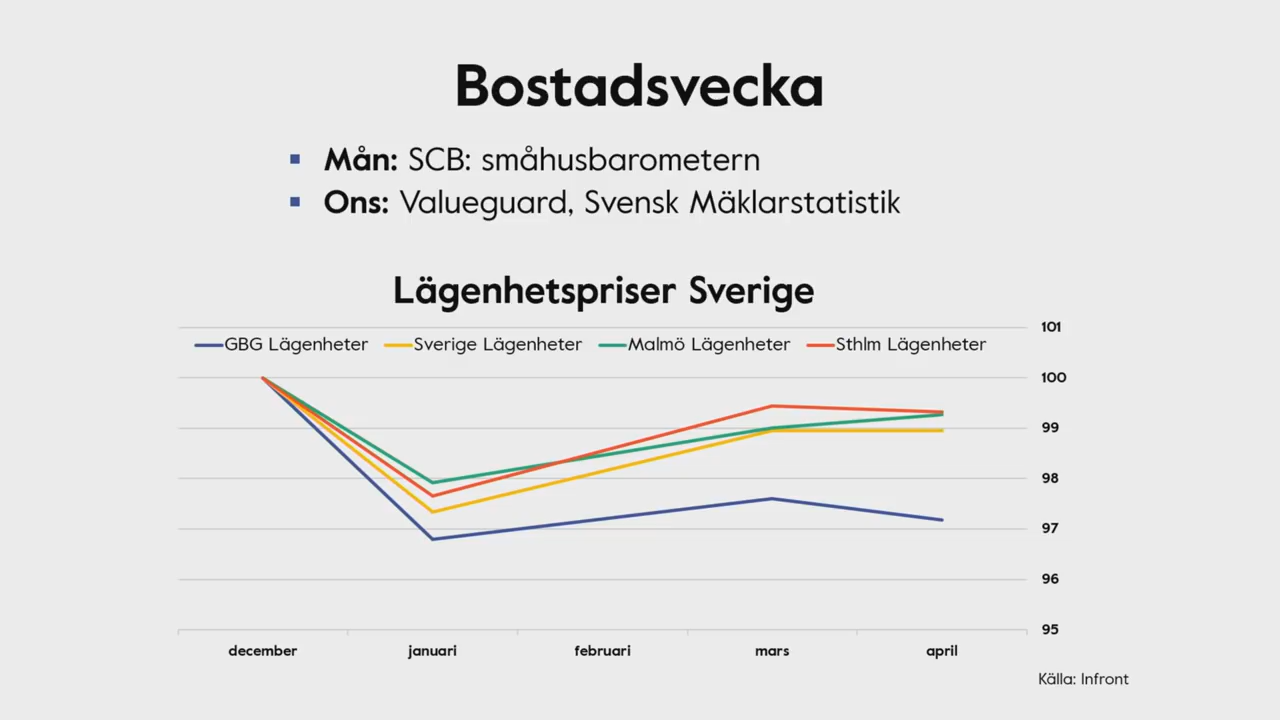 Bostadsvecka
▪ Mån: SCB: småhusbarometern
▪ Ons: Valueguard, Svensk Mäklarstatistik
Lägenhetspriser Sverige
101
GBG Lägenheter Sverige Lägenheter Malmö Lägenheter Sthlm Lägenheter
100
99
98
97
96
95
december januari februari mars april
Källa: Infront